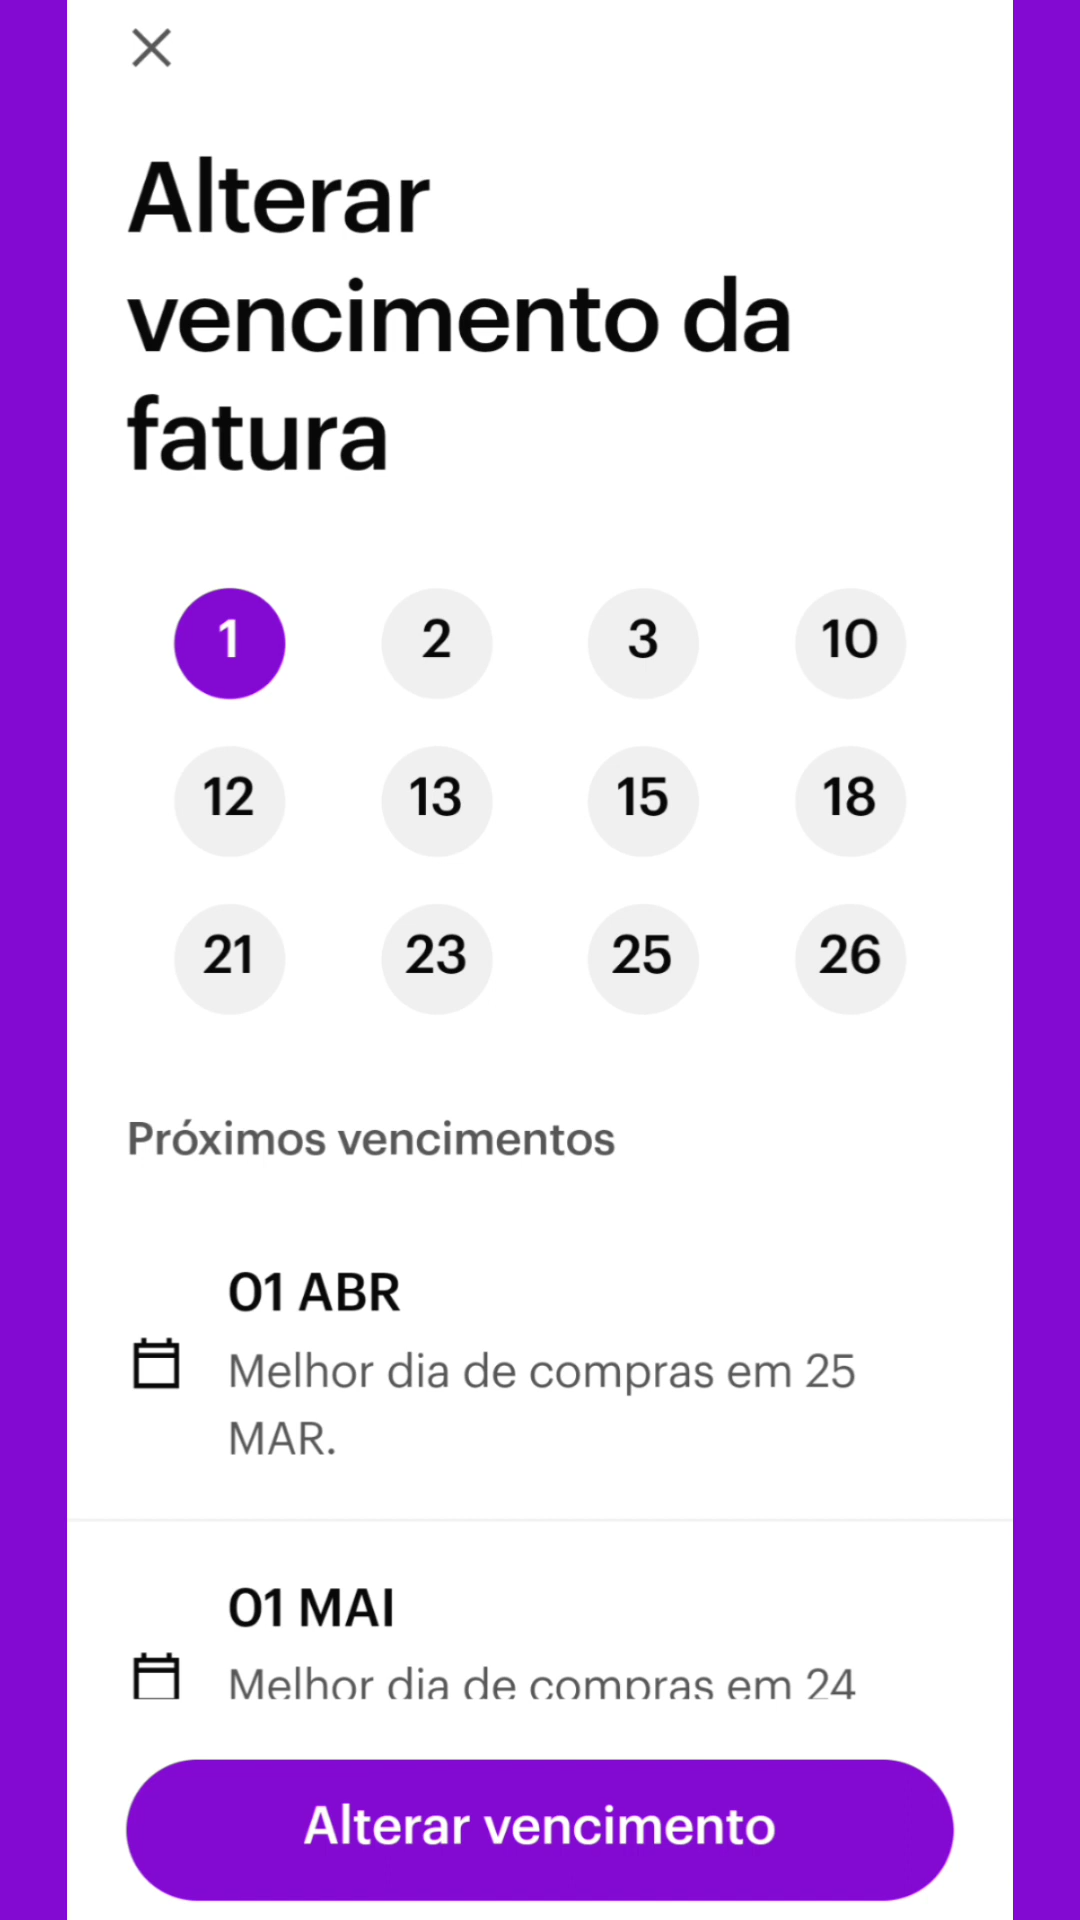 Alterar
vencimento da
fatura
1 2 3 10
12 13 15 18
21 23 25 26
Próximos vencimentos
01 ABR
Melhor dia de compras em 25
MAR.
01 MAI
Melhor dia de compras em 24
Alterar vencimento